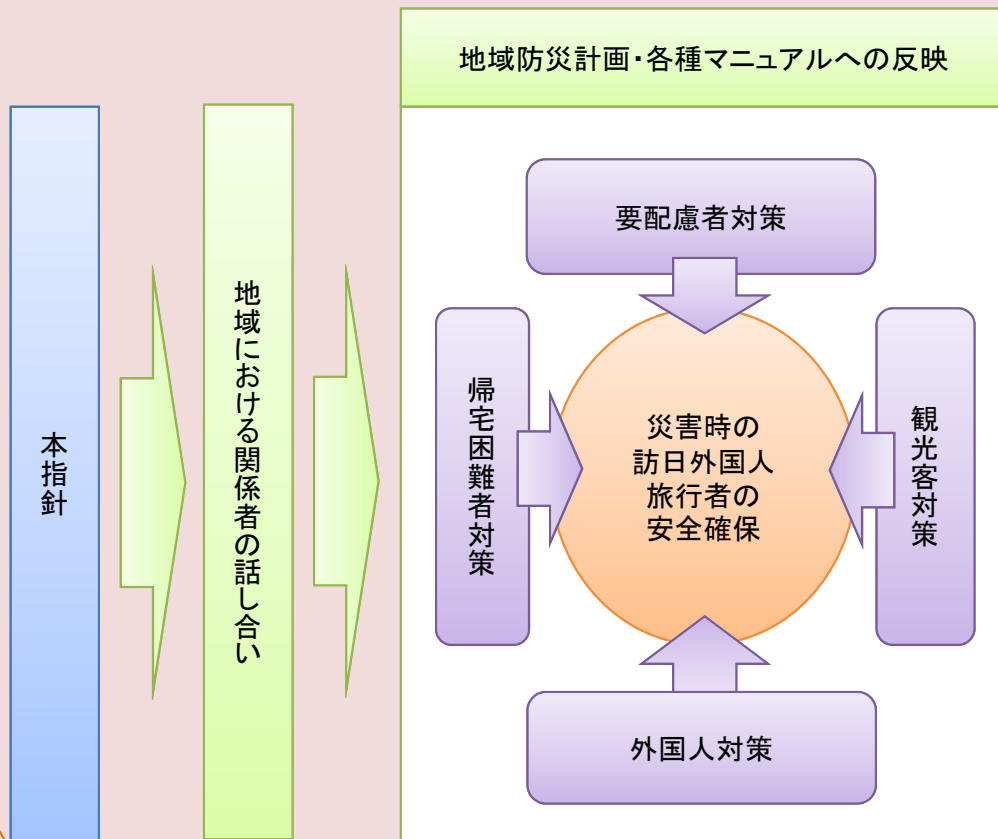 地域防災計画・各種マニュアルへの反映
本指針
地域における関係者の話し合い
要配慮者対策
帰宅困難者対策
災害時の
訪日外国人
旅行者の
安全確保
観光客対策
外国人対策